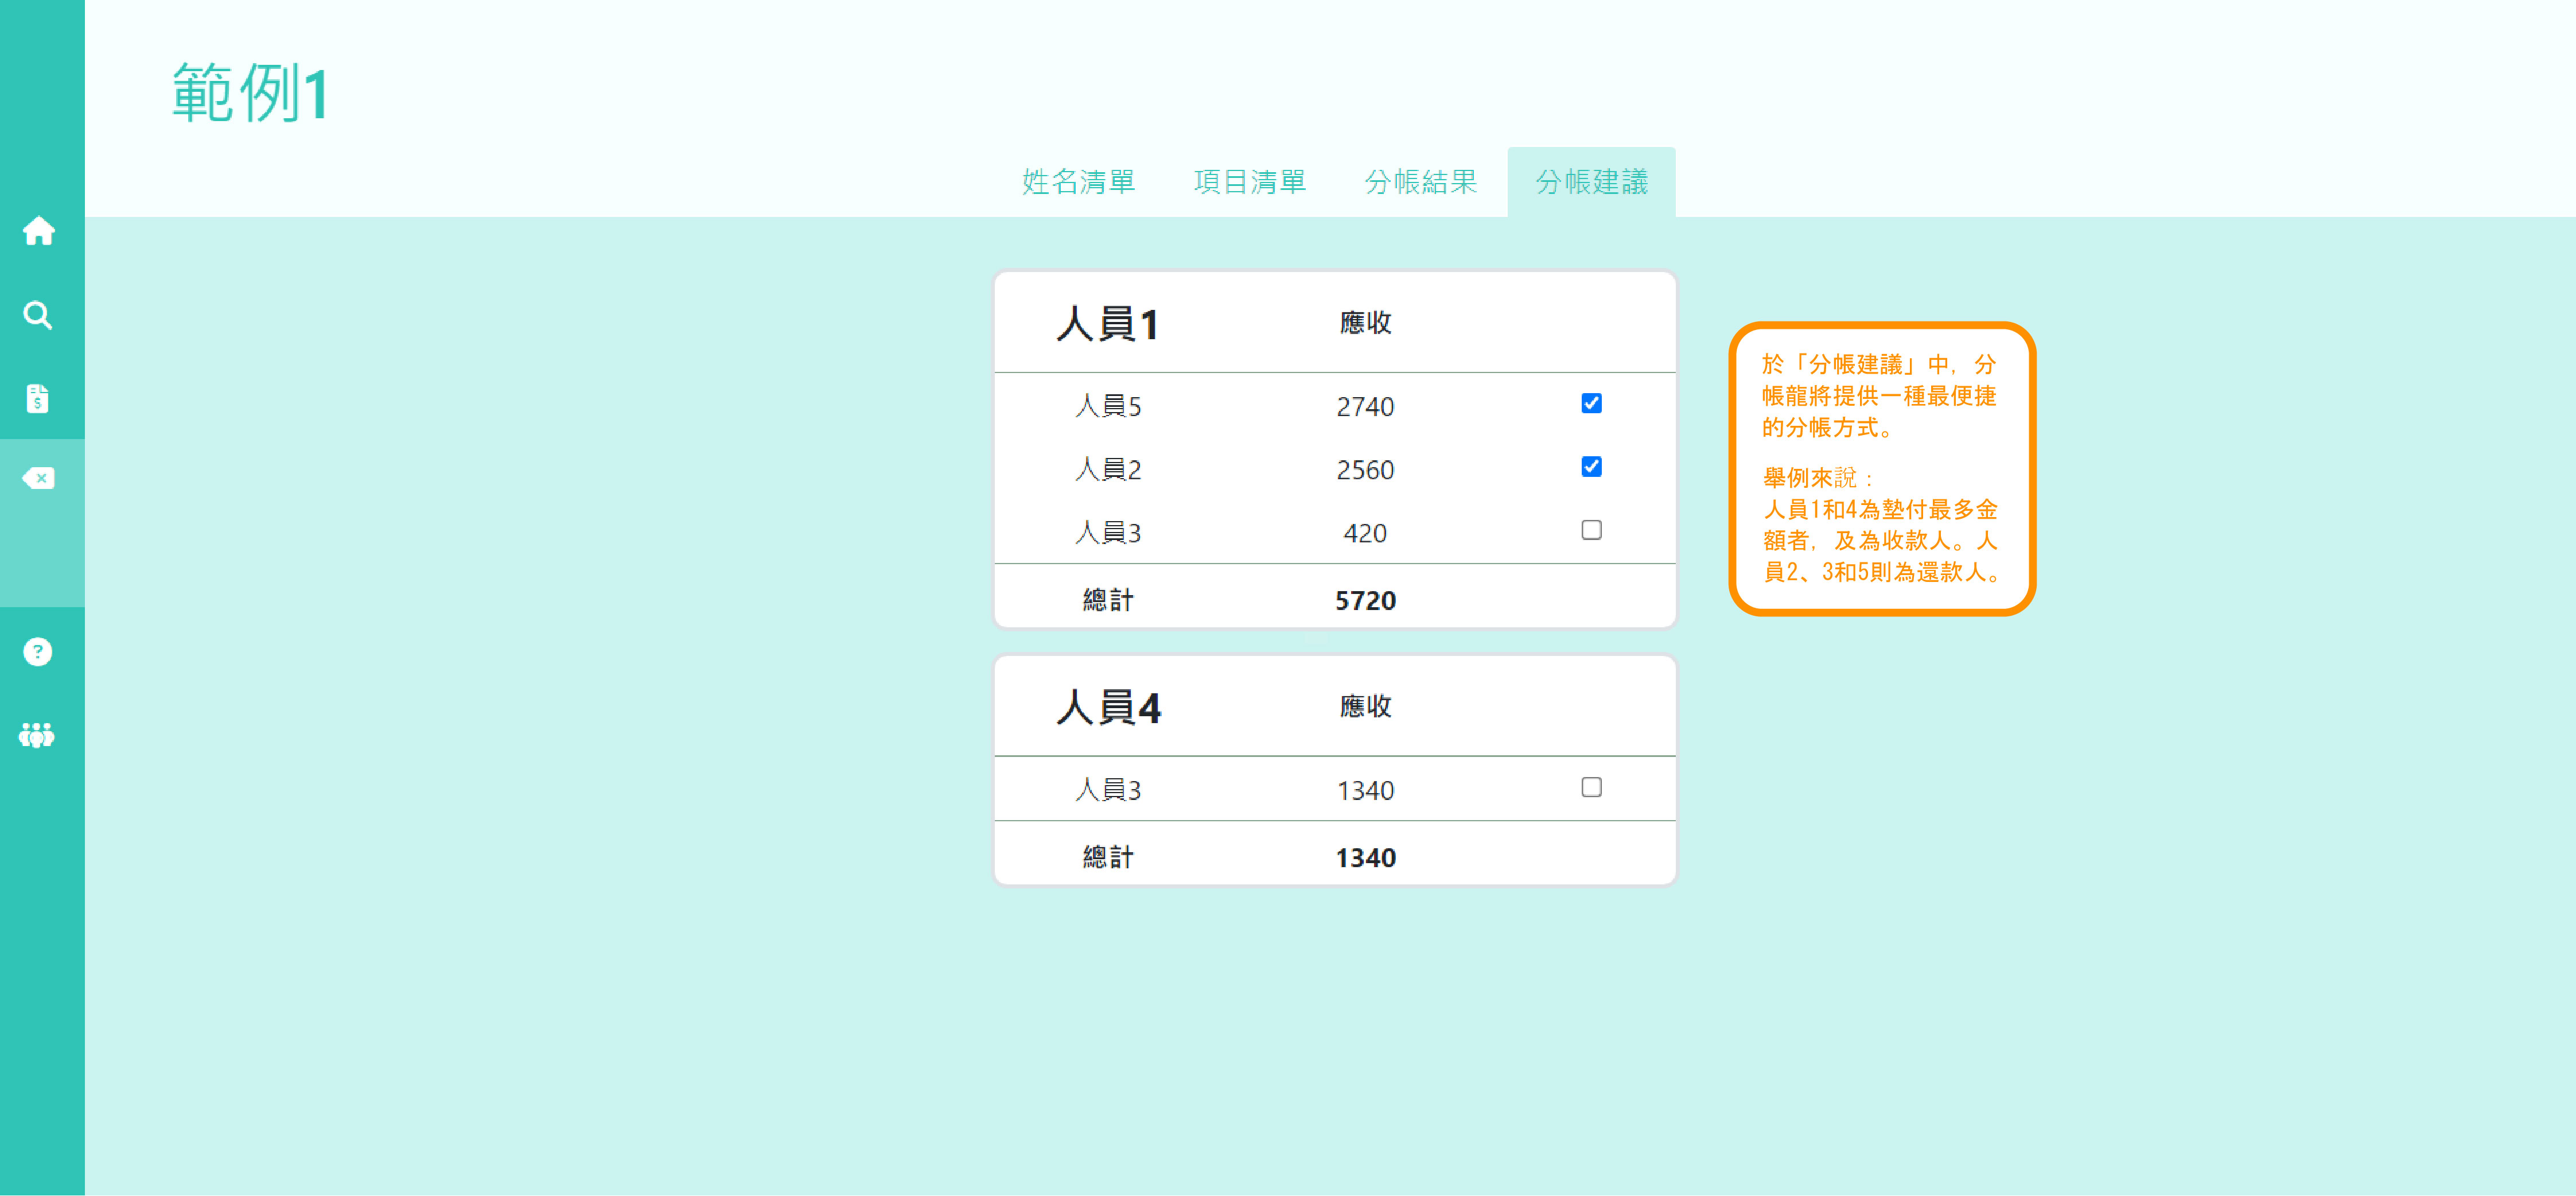 範例1
姓名清單 項目清單 分帳結果 分帳建議
人員1 應收
人員5 2740
人員2 2560
人員3 420
總計 5720
人員4 應收
人員3 1340
總計 1340
於「分帳建議」中，分
帳龍將提供一種最便捷
的分帳方式。
舉例來說：
人員1和4為墊付最多金
額者，及為收款人。人
員2、3和5則為還款人。